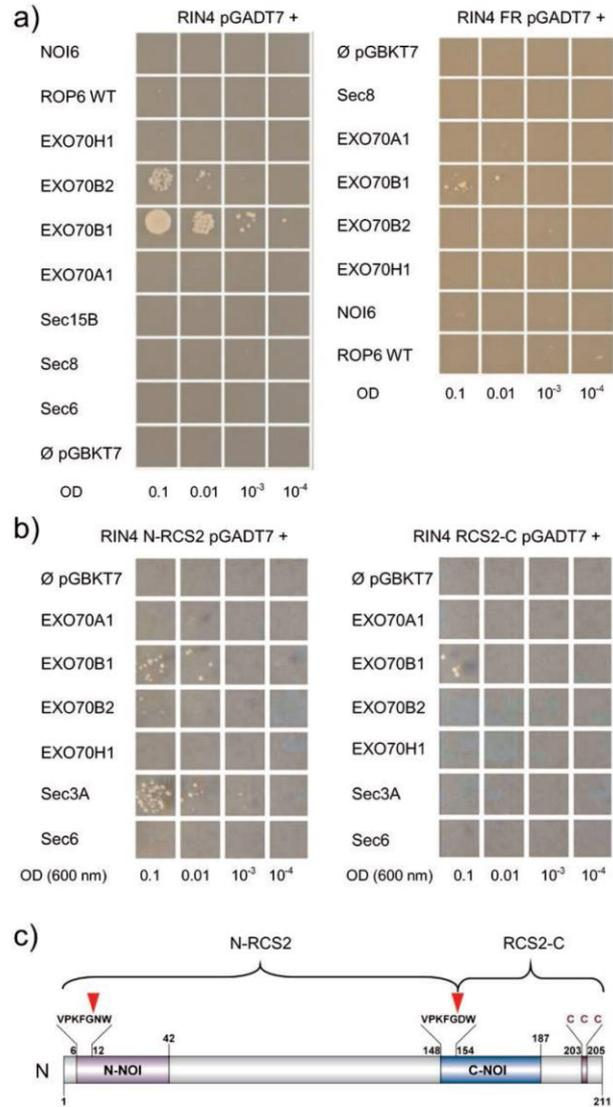 a)
RIN4 pGADT7 +
NOI6
ROP6 WT
EXO70H1
EXO70B2
EXO70B1
EXO70A1
Sec15B
Sec8
Sec6
Ø pGBKT7
OD 0.1 0.01 10⁻³ 10⁻⁴
RIN4 FR pGADT7 +
Ø pGBKT7
Sec8
EXO70A1
EXO70B1
EXO70B2
EXO70H1
NOI6
ROP6 WT
OD 0.1 0.01 10⁻³ 10⁻⁴
b)
RIN4 N-RCS2 pGADT7 +
Ø pGBKT7
EXO70A1
EXO70B1
EXO70B2
EXO70H1
Sec3A
Sec6
OD (600 nm) 0.1 0.01 10⁻³ 10⁻⁴
RIN4 RCS2-C pGADT7 +
Ø pGBKT7
EXO70A1
EXO70B1
EXO70B2
EXO70H1
Sec3A
Sec6
OD (600 nm) 0.1 0.01 10⁻³ 10⁻⁴
c)
N-RCS2 RCS2-C
VPKFGNW VPKFGDW C C C
6 12 42 148 154 187 203 205
N N-NOI C-NOI
1 211